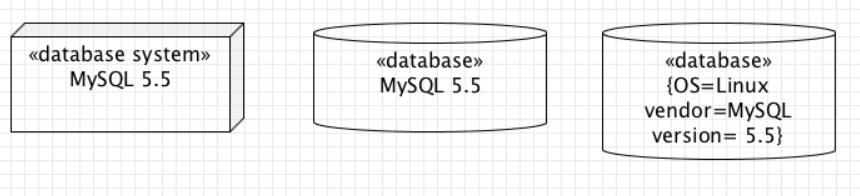 «database system»
MySQL 5.5
«database»
MySQL 5.5
«database»
{OS=Linux
vendor=MySQL
version= 5.5}